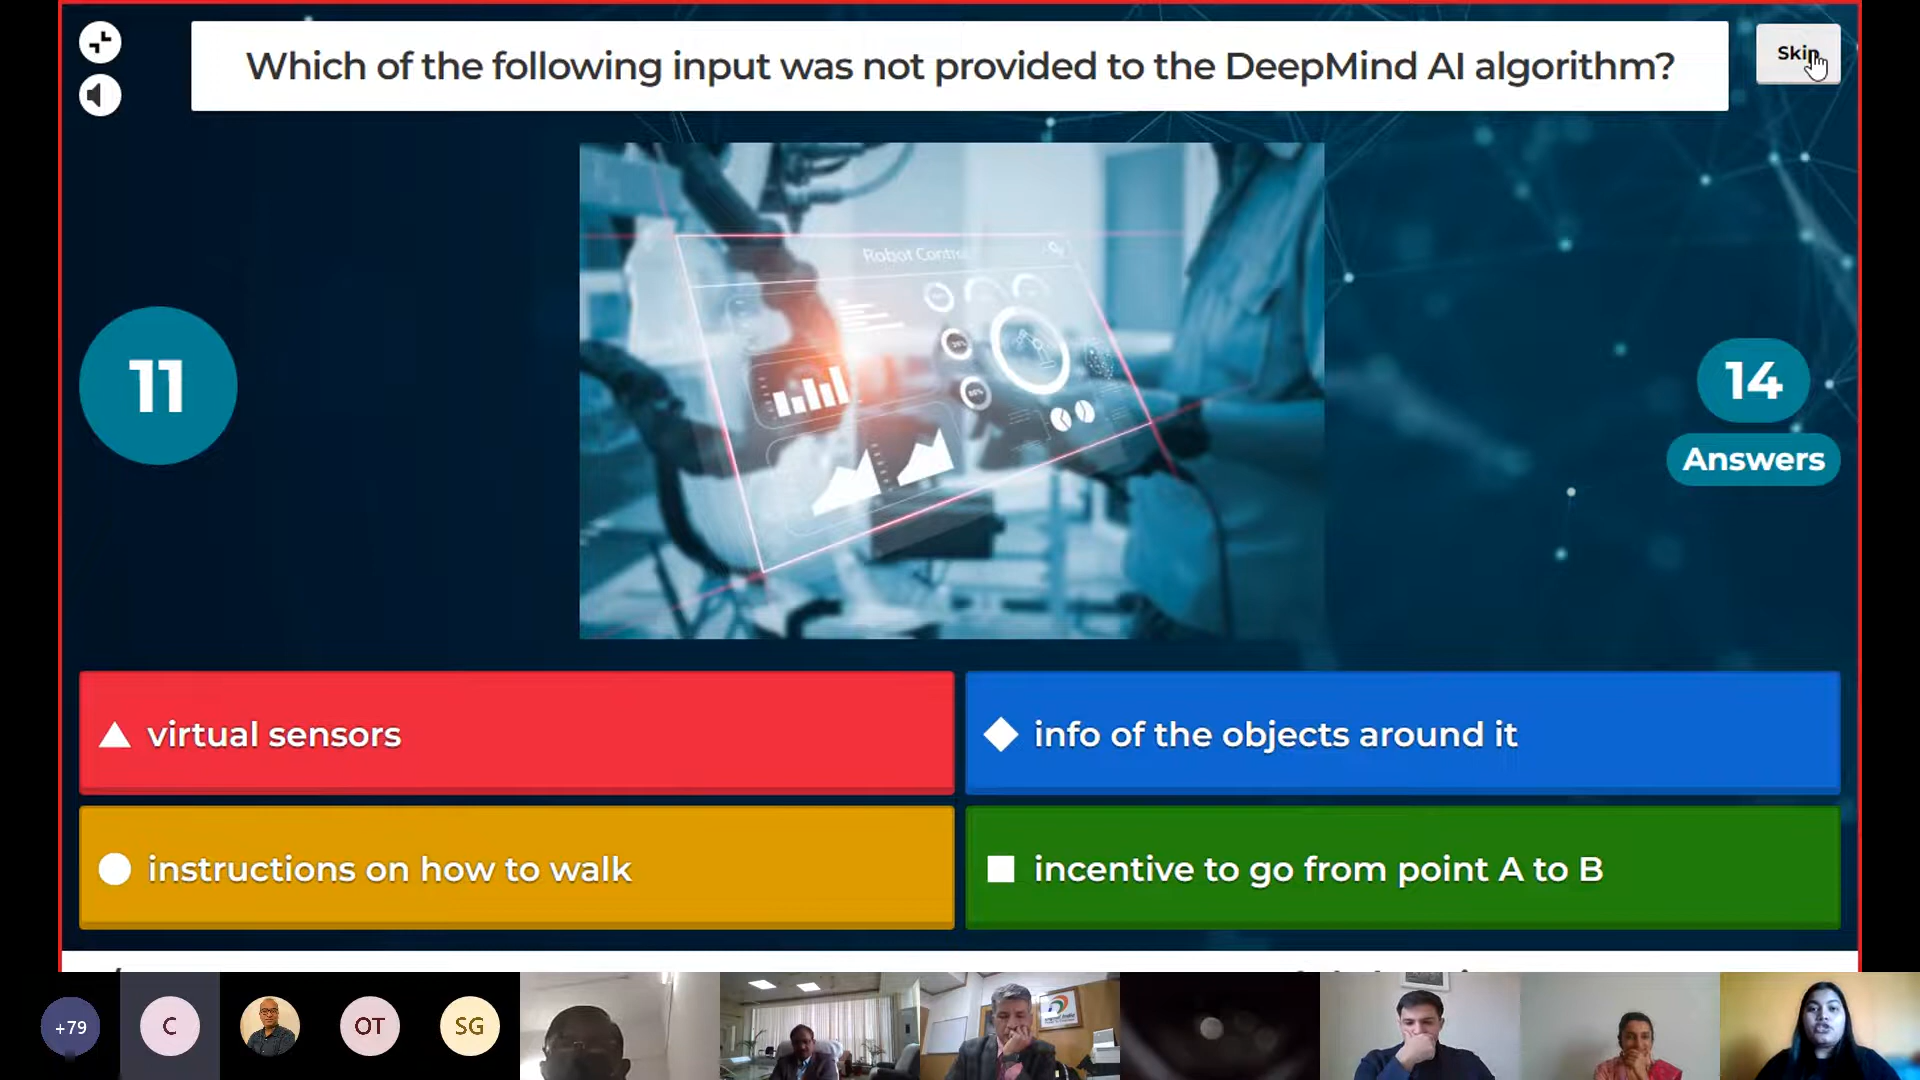 Which of the following input was not provided to the DeepMind AI algorithm?
Skip
Robot Control
11
14
Answers
virtual sensors
info of the objects around it
instructions on how to walk
incentive to go from point A to B
+79
C
OT
SG